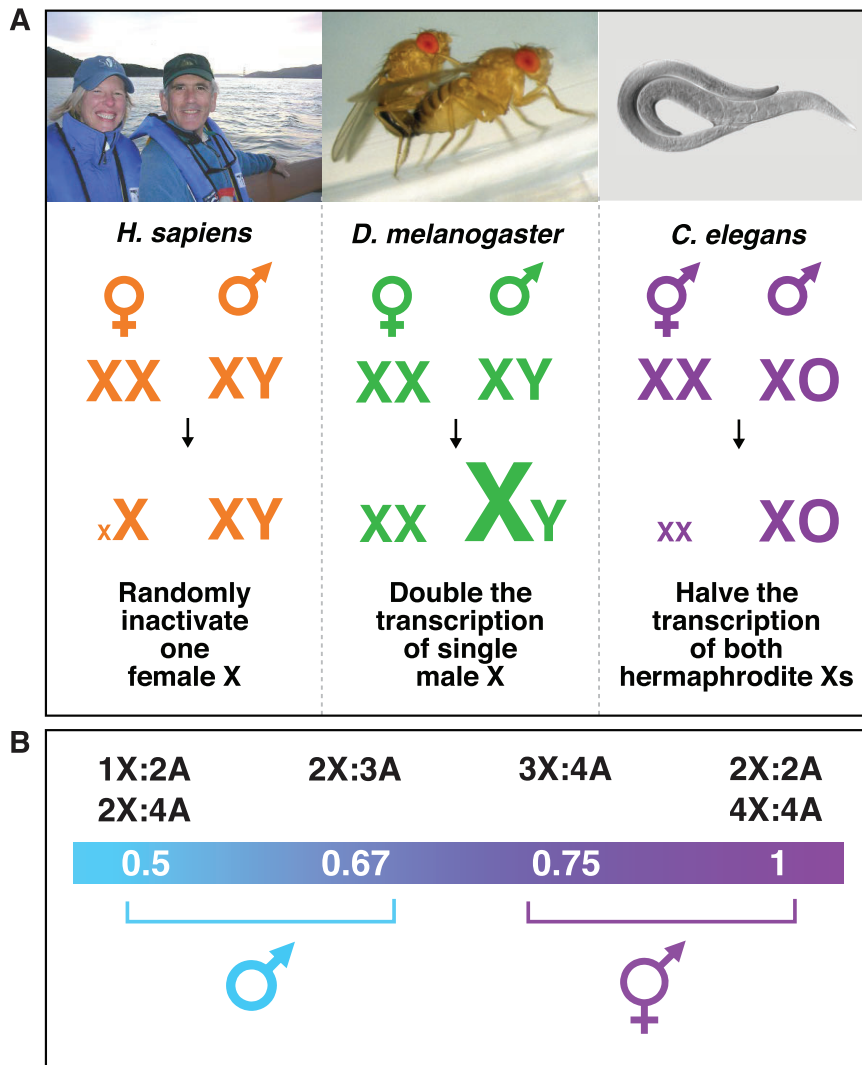 A
H. sapiens
D. melanogaster
C. elegans
XX XY
XX XY
XX XO
xX XY
XX XY
XX XO
Randomly
inactivate
one
female X
Double the
transcription
of single
male X
Halve the
transcription
of both
hermaphrodite Xs
B
1X:2A 2X:3A 3X:4A 2X:2A
2X:4A 4X:4A
0.5 0.67 0.75 1